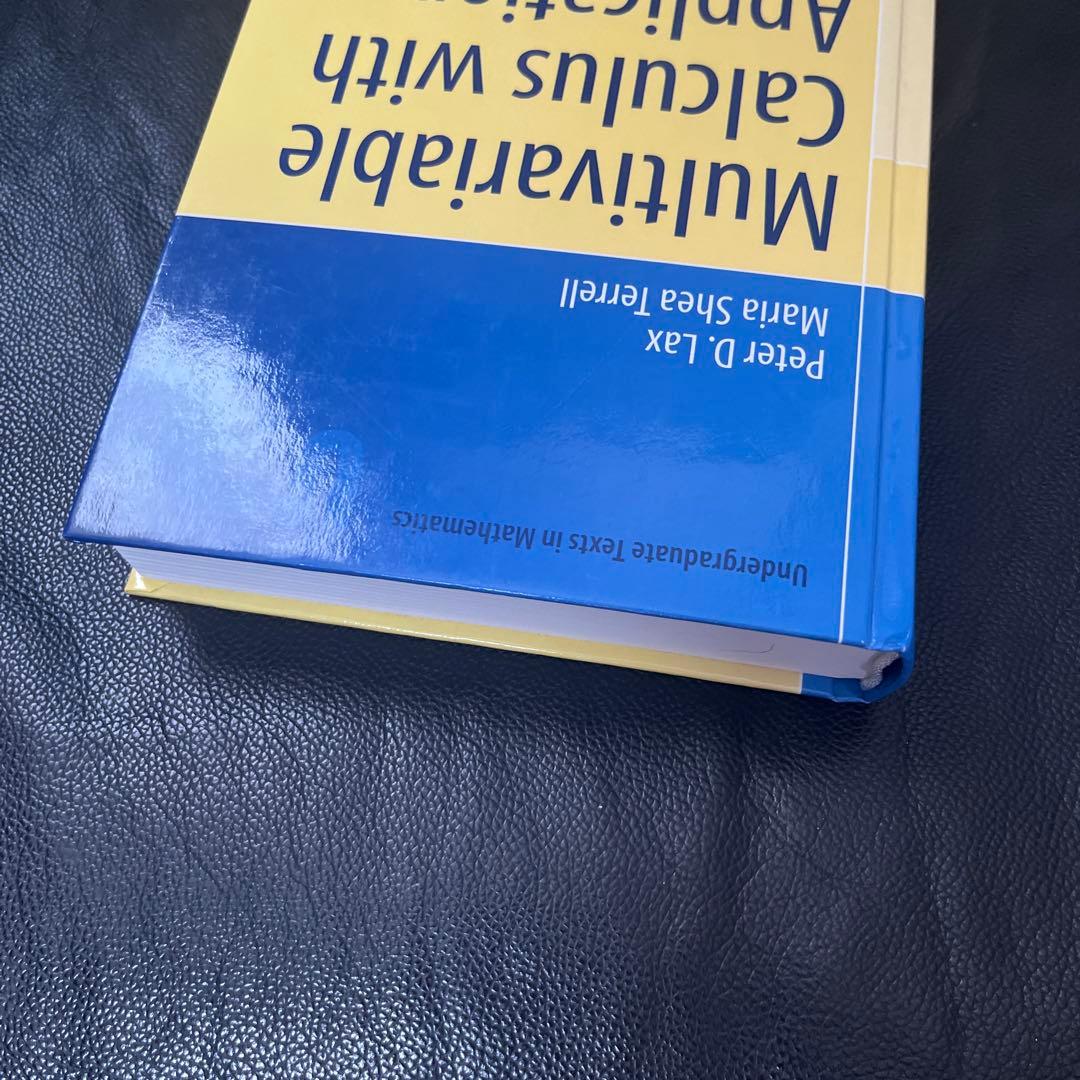 Undergraduate Texts in Mathematics
Peter D. Lax
Maria Shea Terrell
Multivariable
Calculus with